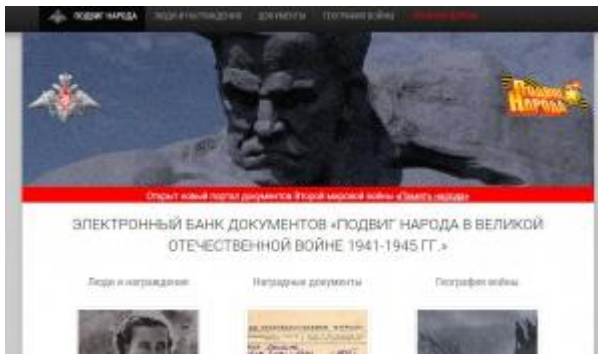 ПОДВИГ НАРОДА ЛЮДИ И НАГРАЖДЕНИЯ ДОКУМЕНТЫ ГЕОГРАФИЯ ВОЙНЫ
Подвиг
Народа
Открыт новый портал документов Второй мировой войны «Память народа»
ЭЛЕКТРОННЫЙ БАНК ДОКУМЕНТОВ «ПОДВИГ НАРОДА В ВЕЛИКОЙ
ОТЕЧЕСТВЕННОЙ ВОЙНЕ 1941-1945 ГГ.»
Люди и награждения Наградные документы География войны